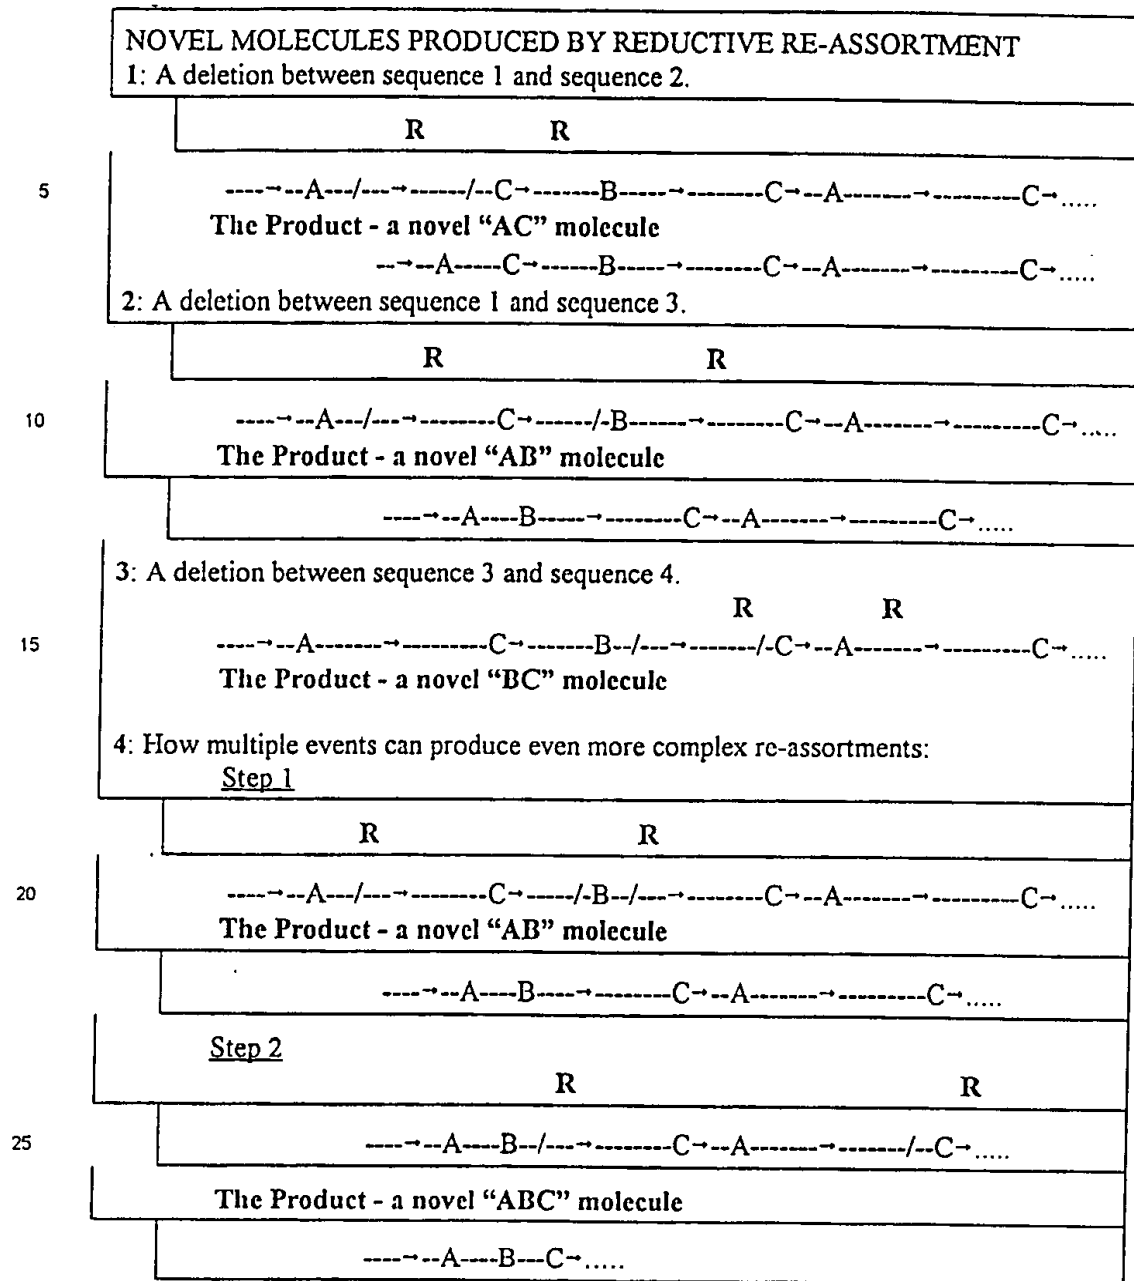 NOVEL MOLECULES PRODUCED BY REDUCTIVE RE-ASSORTMENT
1: A deletion between sequence 1 and sequence 2.
R R
5 ----→--A---/---→------/--C→-------B-----→--------C→--A-------→---------C→.....
The Product - a novel “AC” molecule
--→--A-----C→------B-----→--------C→--A-------→---------C→.....
2: A deletion between sequence 1 and sequence 3.
R R
10 ----→--A---/---→--------C→-----/-B------→--------C→--A-------→---------C→.....
The Product - a novel “AB” molecule
----→--A----B-----→--------C→--A-------→---------C→.....
3: A deletion between sequence 3 and sequence 4.
R R
15 ----→--A-------→---------C→-------B--/---→-------/-C→--A-------→---------C→.....
The Product - a novel “BC” molecule
4: How multiple events can produce even more complex re-assortments:
Step 1
R R
20 ----→--A---/---→--------C→-----/-B--/---→--------C→--A-------→---------C→.....
The Product - a novel “AB” molecule
----→--A----B----→--------C→--A-------→---------C→.....
Step 2
R R
25 ----→--A----B--/---→--------C→--A-------→-------/--C→.....
The Product - a novel “ABC” molecule
----→--A----B---C→.....